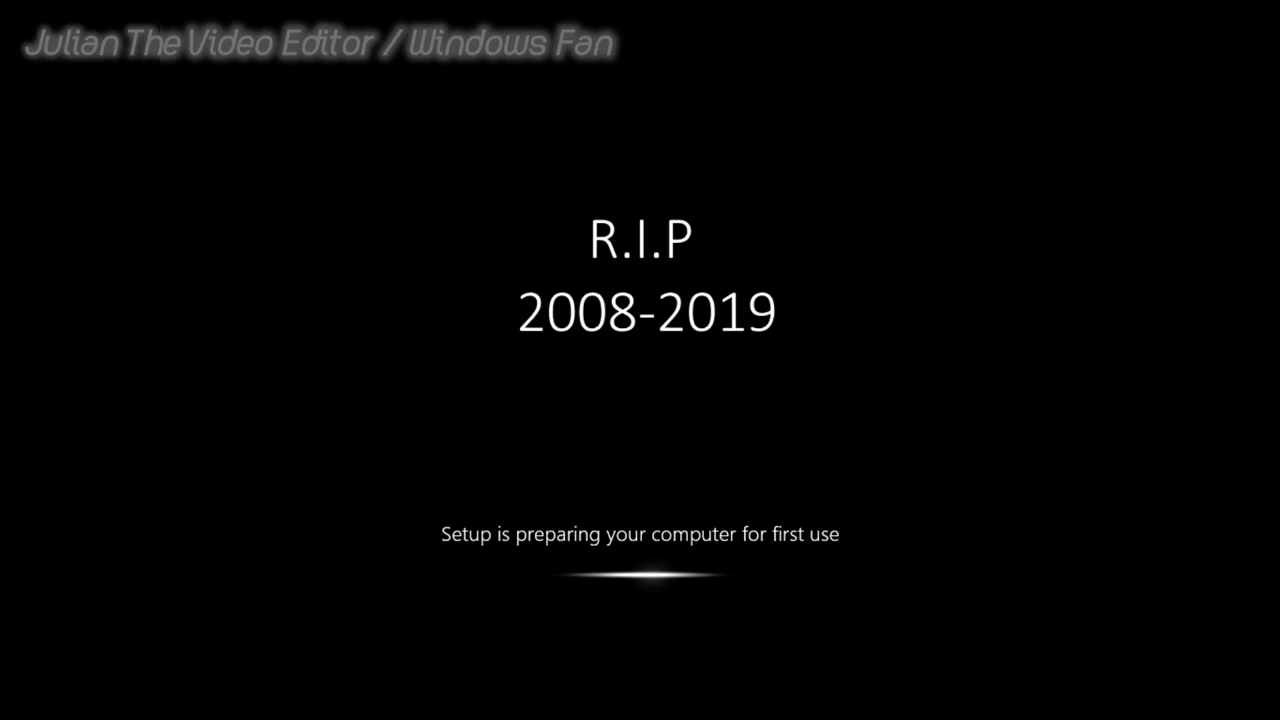 Julian The Video Editor / Windows Fan
R.I.P
2008-2019
Setup is preparing your computer for first use